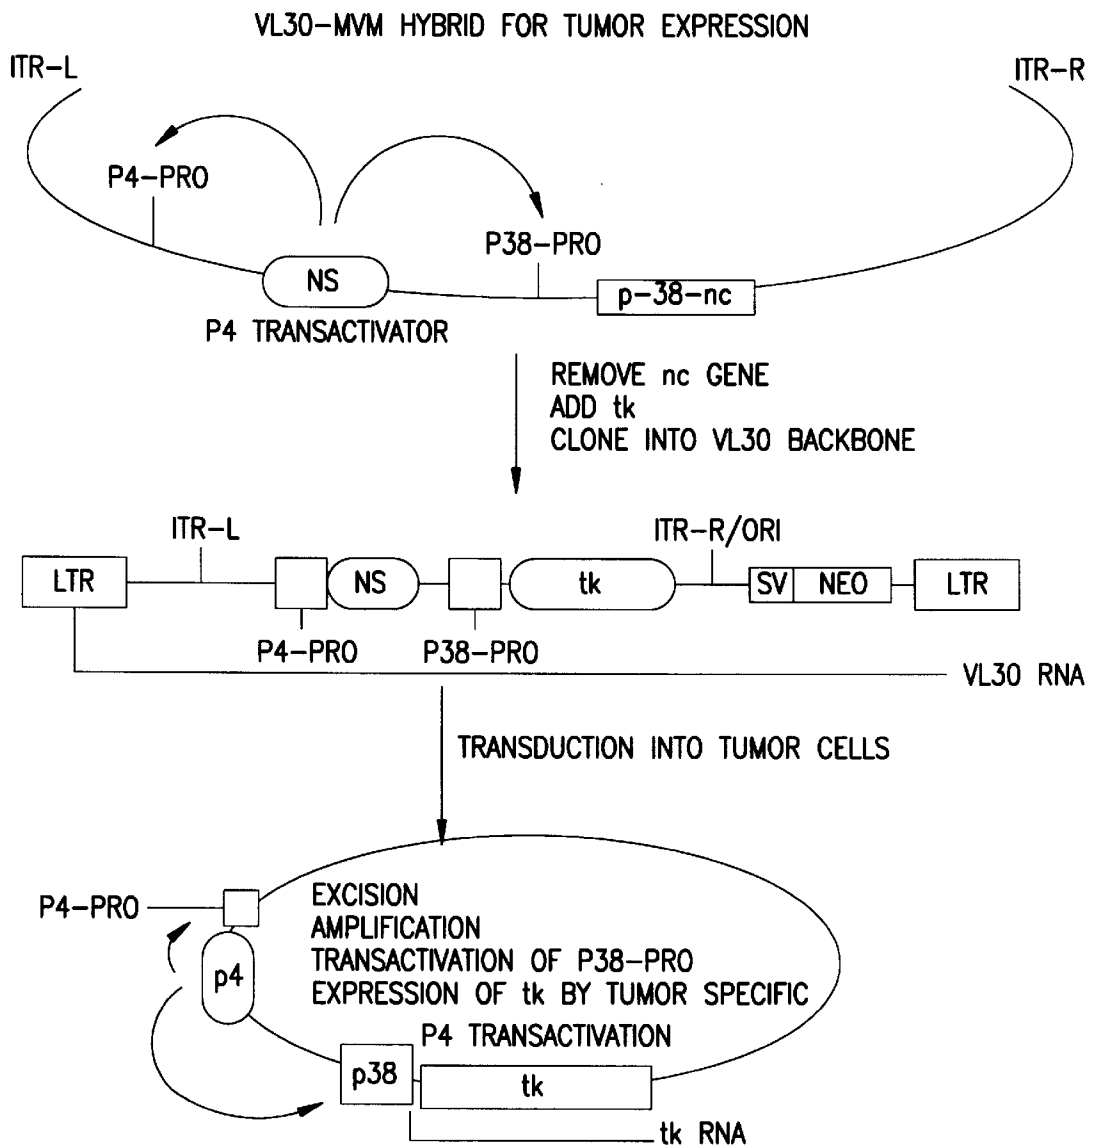 VL30-MVM HYBRID FOR TUMOR EXPRESSION
ITR-L
ITR-R
P4-PRO
P38-PRO
NS
p-38-nc
P4 TRANSACTIVATOR
REMOVE nc GENE
ADD tk
CLONE INTO VL30 BACKBONE
ITR-L
ITR-R/ORI
LTR
NS
tk
SV
NEO
LTR
P4-PRO
P38-PRO
VL30 RNA
TRANSDUCTION INTO TUMOR CELLS
P4-PRO
EXCISION
AMPLIFICATION
TRANSACTIVATION OF P38-PRO
EXPRESSION OF tk BY TUMOR SPECIFIC
P4 TRANSACTIVATION
p4
p38
tk
tk RNA